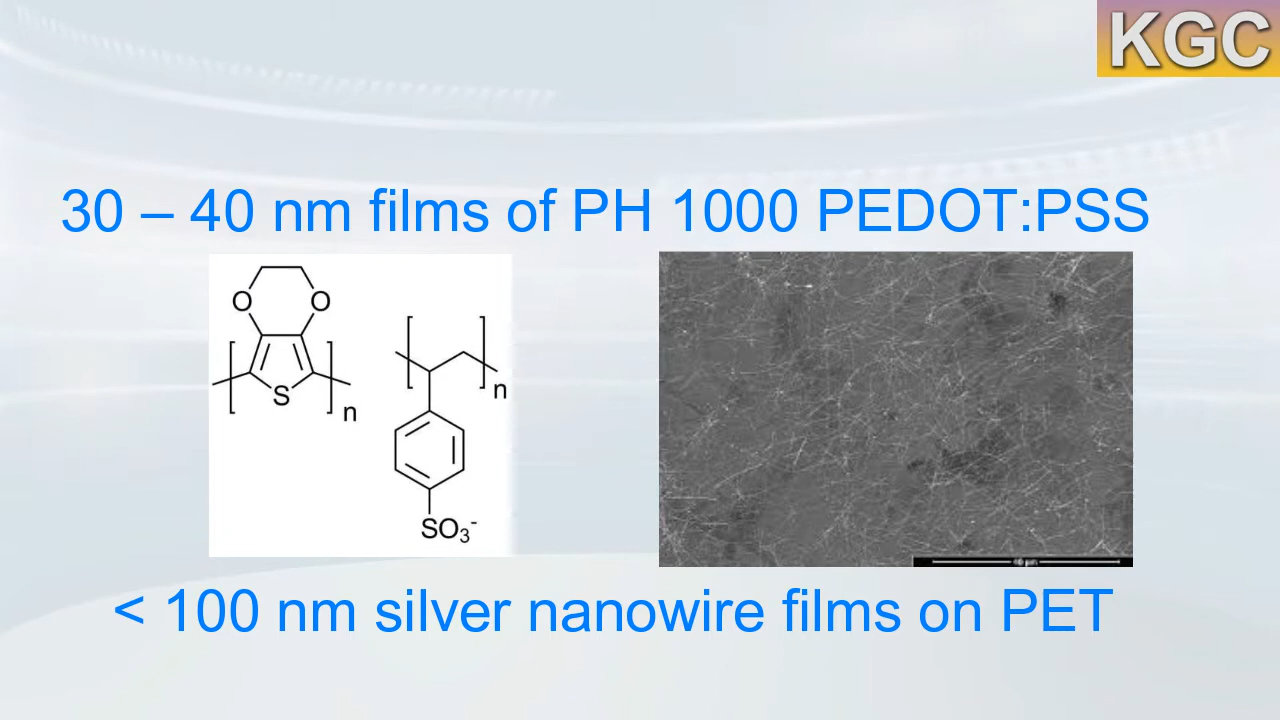 KGC
30 – 40 nm films of PH 1000 PEDOT:PSS
O O
S
n
n
SO3-
< 100 nm silver nanowire films on PET